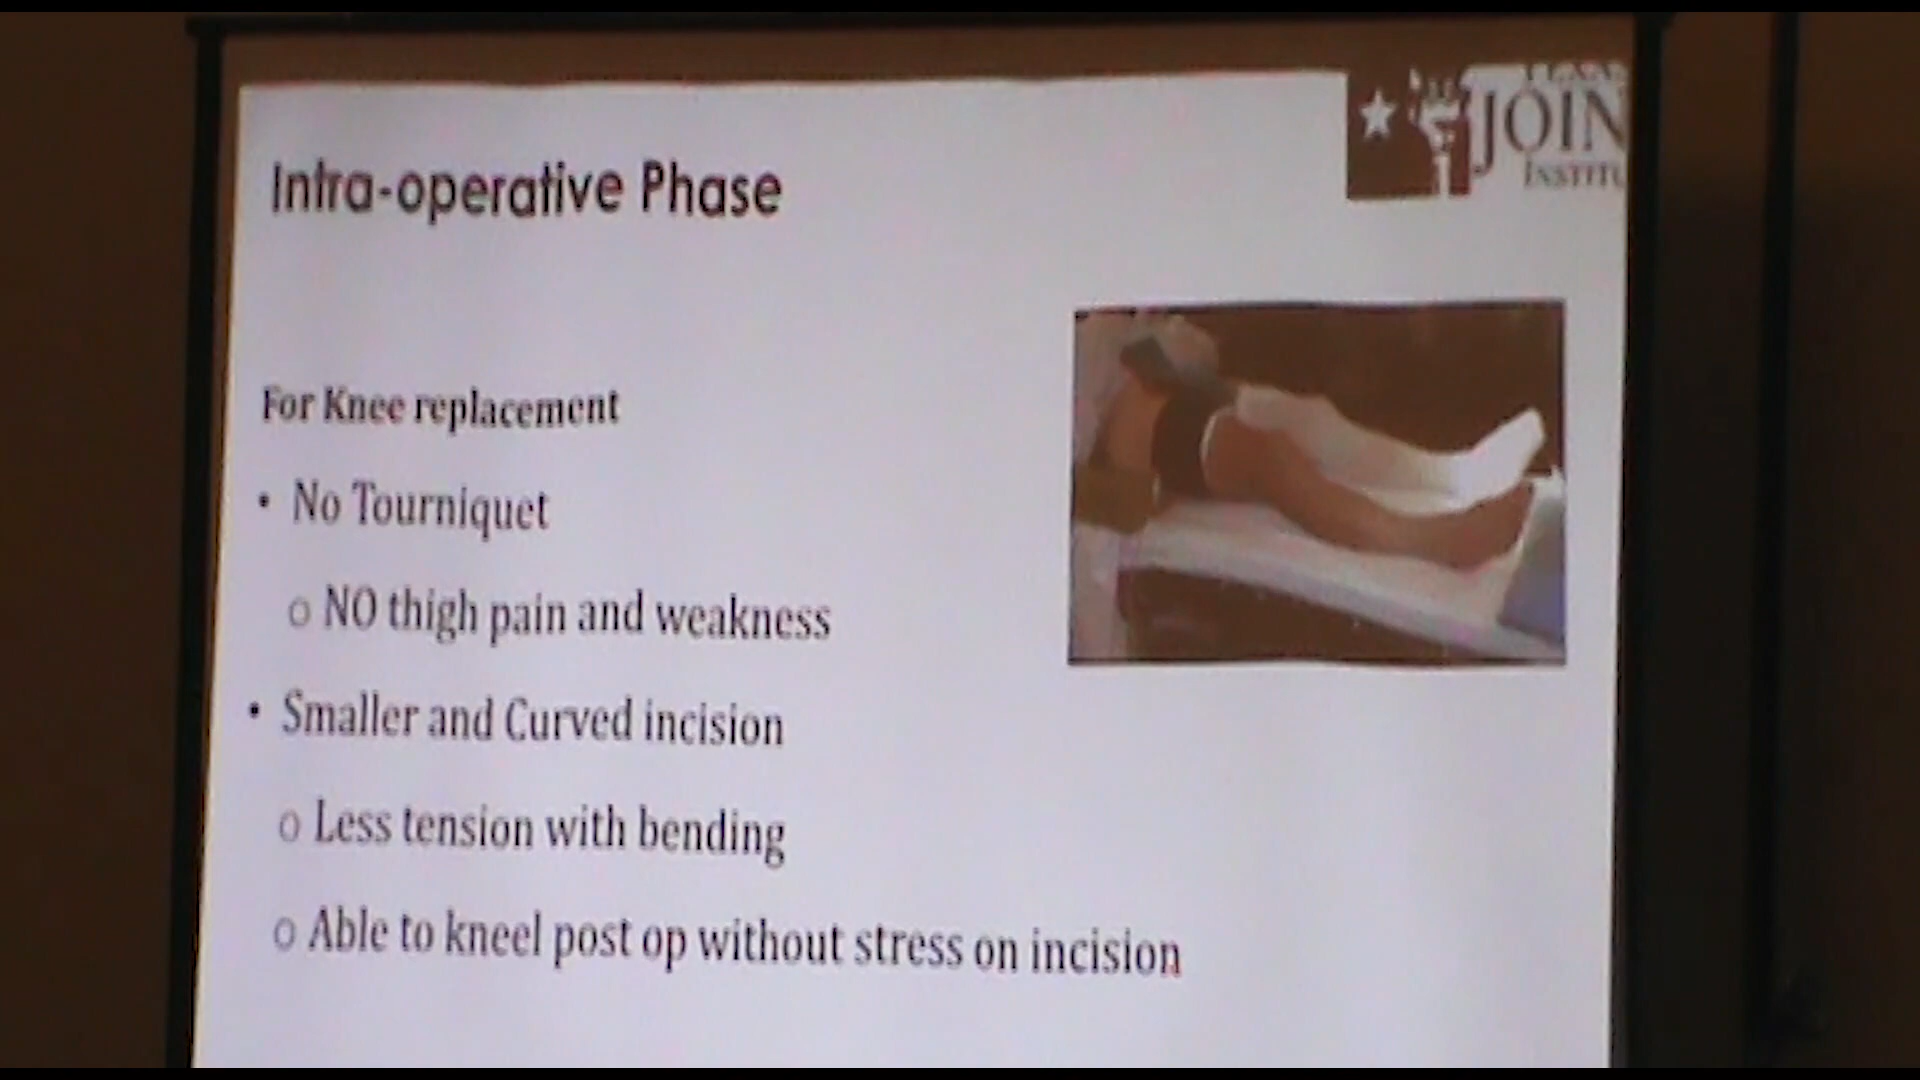 Intra-operative Phase
JOIN
INSTITU
For Knee replacement
• No Tourniquet
o NO thigh pain and weakness
• Smaller and Curved incision
o Less tension with bending
o Able to kneel post op without stress on incision